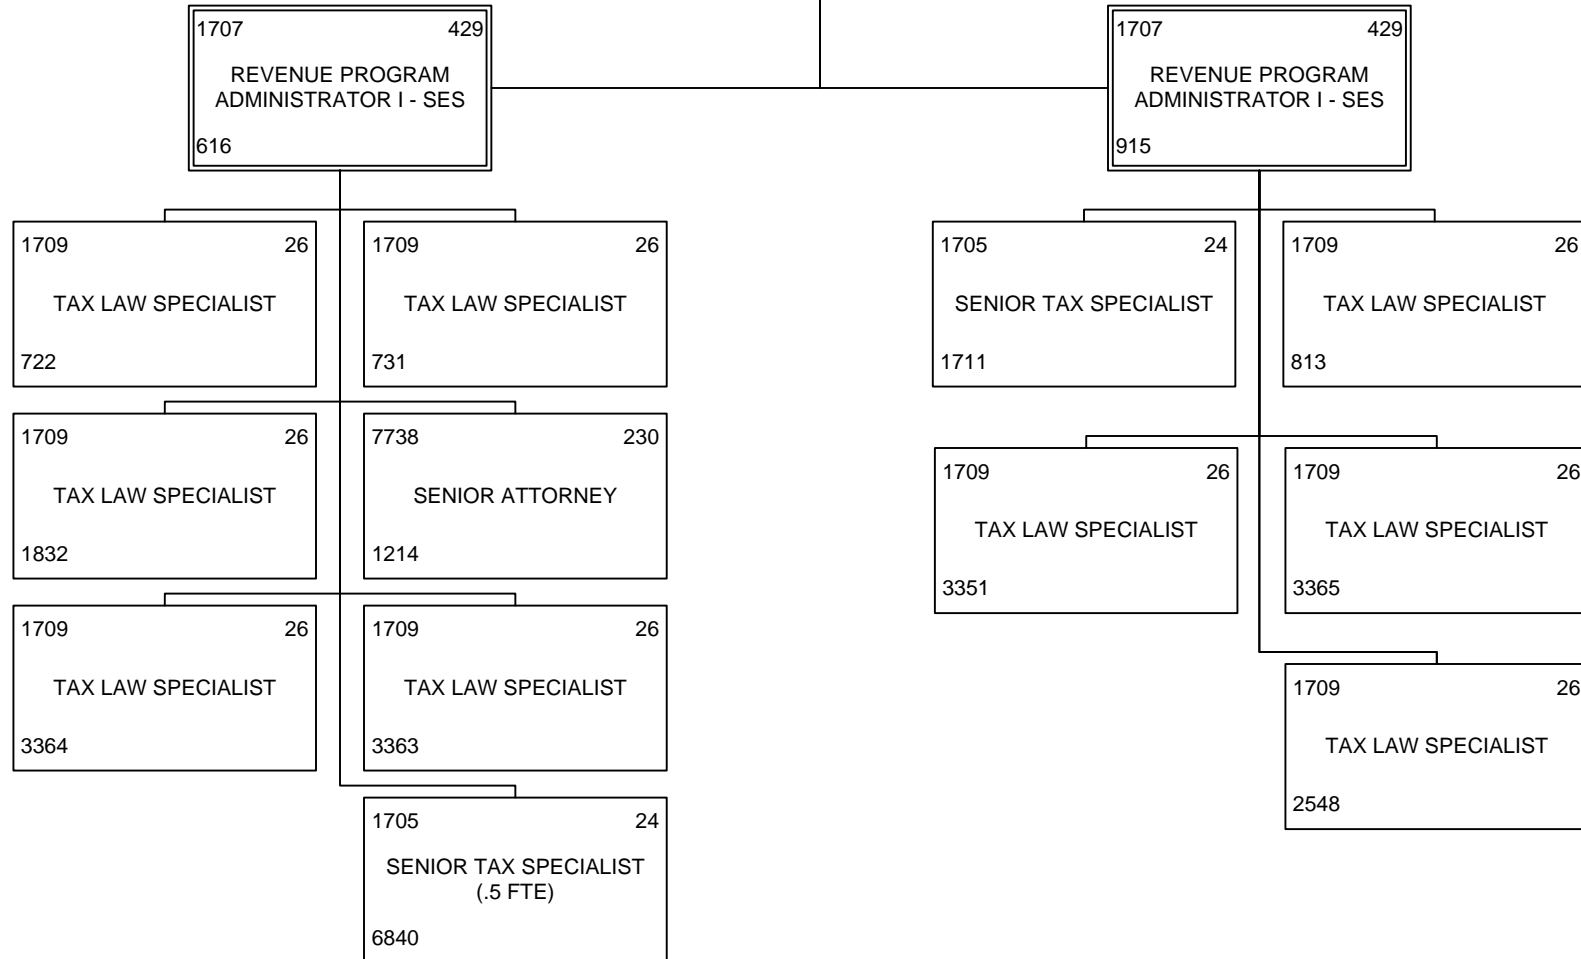 1707 429
REVENUE PROGRAM
ADMINISTRATOR I - SES
616
1709 26
TAX LAW SPECIALIST
722
1709 26
TAX LAW SPECIALIST
731
1709 26
TAX LAW SPECIALIST
1832
7738 230
SENIOR ATTORNEY
1214
1709 26
TAX LAW SPECIALIST
3364
1709 26
TAX LAW SPECIALIST
3363
1705 24
SENIOR TAX SPECIALIST
(.5 FTE)
6840
1707 429
REVENUE PROGRAM
ADMINISTRATOR I - SES
915
1705 24
SENIOR TAX SPECIALIST
1711
1709 26
TAX LAW SPECIALIST
813
1709 26
TAX LAW SPECIALIST
3351
1709 26
TAX LAW SPECIALIST
3365
1709 26
TAX LAW SPECIALIST
2548